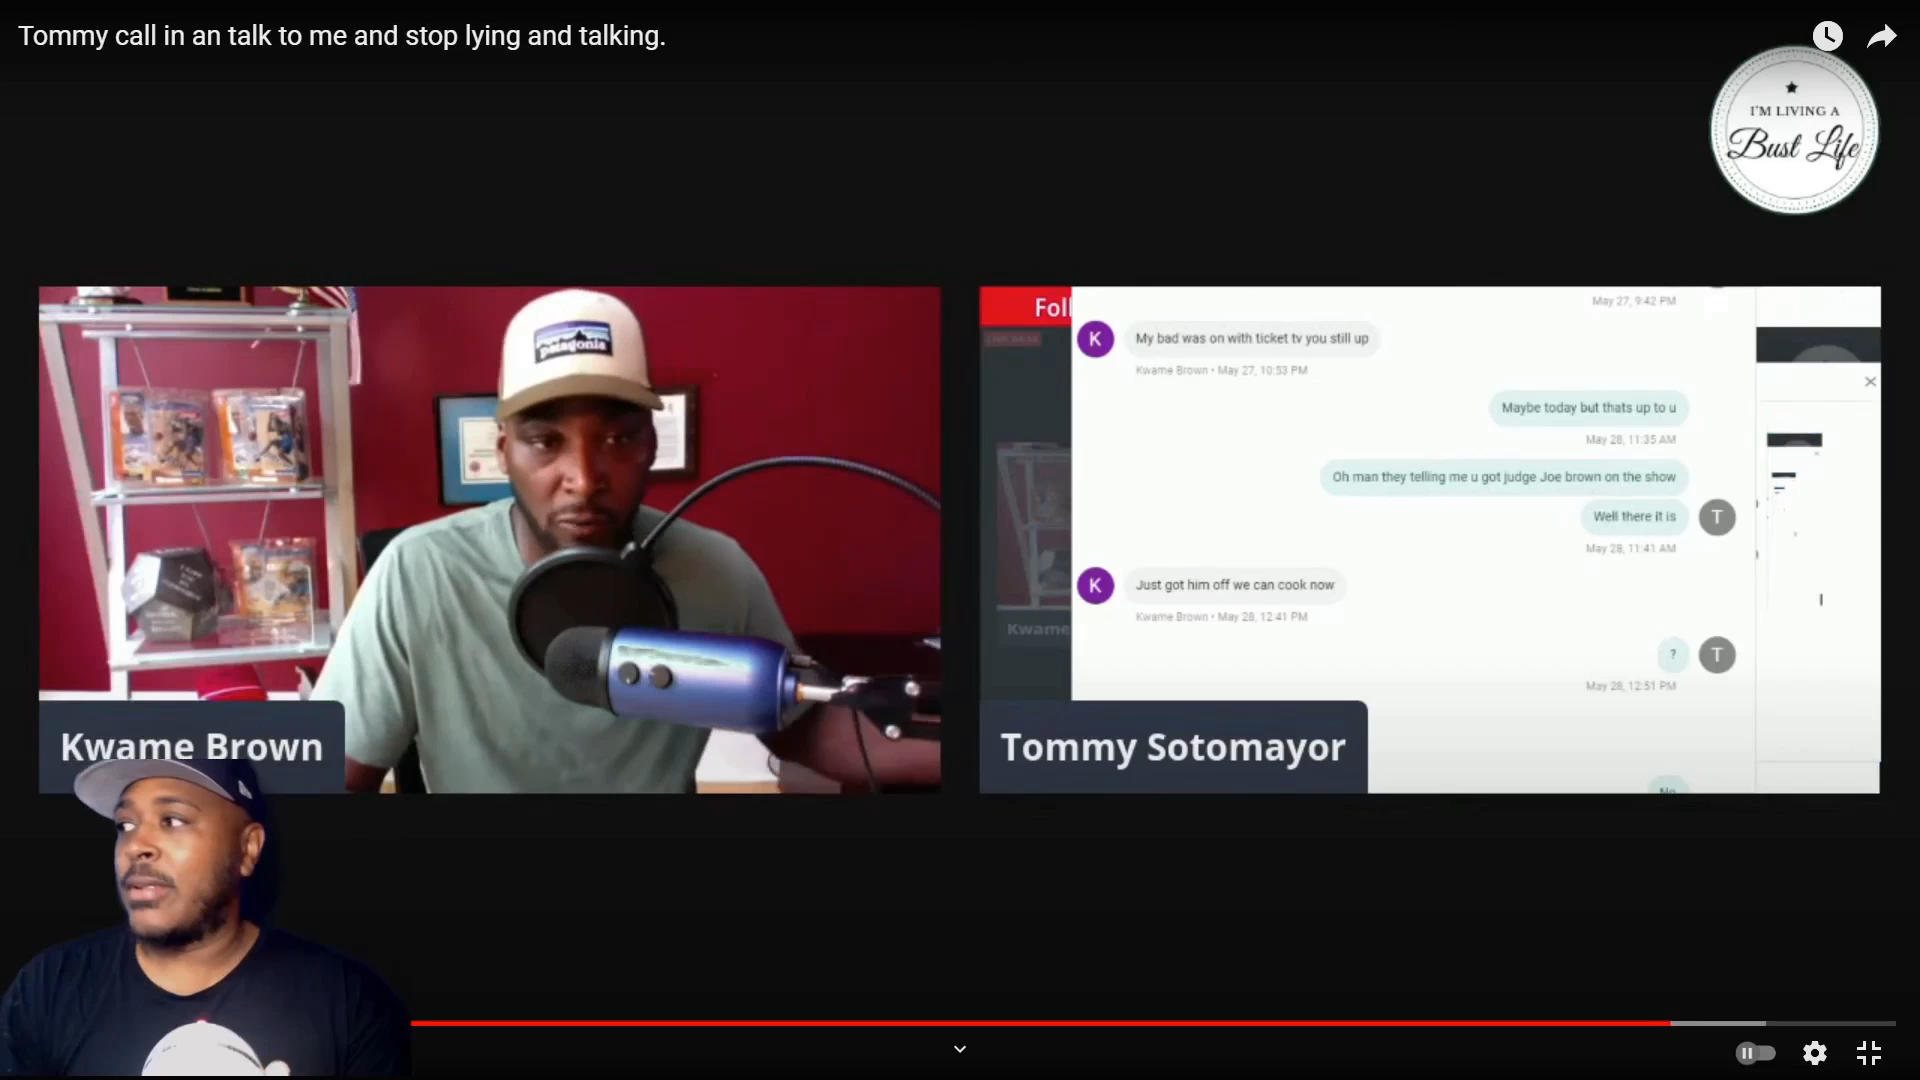 Tommy call in an talk to me and stop lying and talking.
I'M LIVING A
Bust Life
patagonia
Kwame Brown
Foll
May 27, 9:42 PM
K
My bad was on with ticket tv you still up
Kwame Brown • May 27, 10:53 PM
Maybe today but thats up to u
May 28, 11:35 AM
Oh man they telling me u got judge Joe brown on the show
Well there it is
T
May 28, 11:41 AM
K
Just got him off we can cook now
Kwame Brown • May 28, 12:41 PM
?
T
May 28, 12:51 PM
No
Kwame
Tommy Sotomayor